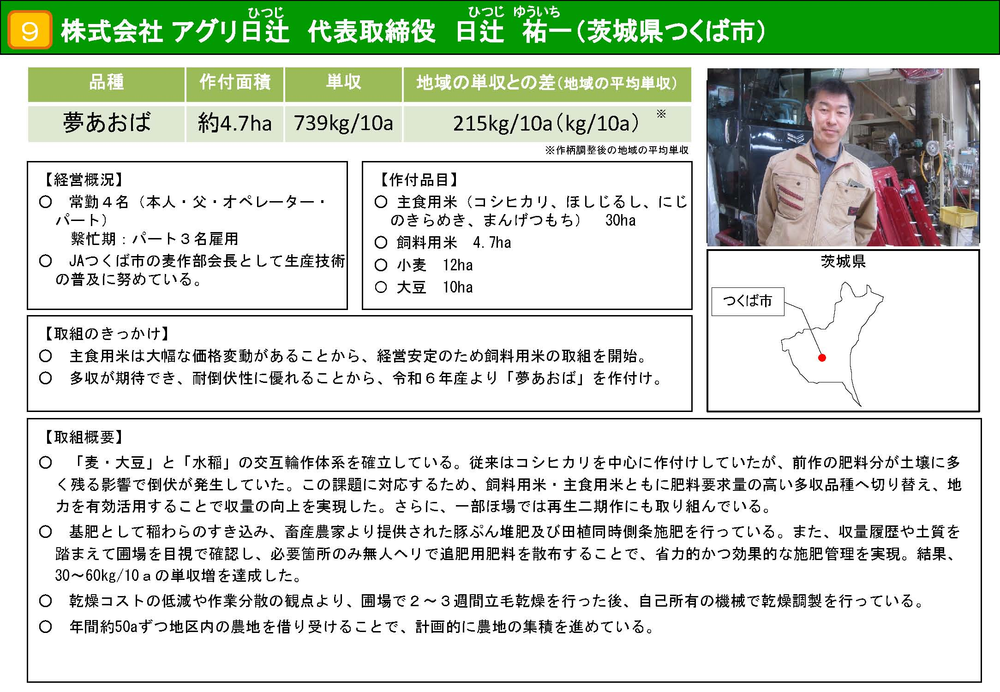 ひつじ　ひつじ　ゆういち
９　株式会社 アグリ日辻　代表取締役　日辻　祐一（茨城県つくば市）
品種　作付面積　単収　地域の単収との差（地域の平均単収）
夢あおば　約4.7ha　739kg/10a　215kg/10a（kg/10a）　※
※作柄調整後の地域の平均単収
【経営概況】
○　常勤４名（本人・父・オペレーター・
パート）
繋忙期：パート３名雇用
○　JAつくば市の麦作部会長として生産技術
の普及に努めている。
【作付品目】
○ 主食用米（コシヒカリ、ほしじるし、にじ
のきらめき、まんげつもち）　30ha
○ 飼料用米　4.7ha
○ 小麦　12ha
○ 大豆　10ha
茨城県
つくば市
【取組のきっかけ】
○　主食用米は大幅な価格変動があることから、経営安定のため飼料用米の取組を開始。
○　多収が期待でき、耐倒伏性に優れることから、令和６年産より「夢あおば」を作付け。
【取組概要】
○　「麦・大豆」と「水稲」の交互輪作体系を確立している。従来はコシヒカリを中心に作付けしていたが、前作の肥料分が土壌に多
く残る影響で倒伏が発生していた。この課題に対応するため、飼料用米・主食用米ともに肥料要求量の高い多収品種へ切り替え、地
力を有効活用することで収量の向上を実現した。さらに、一部ほ場では再生二期作にも取り組んでいる。
○　基肥として稲わらのすき込み、畜産農家より提供された豚ぷん堆肥及び田植同時側条施肥を行っている。また、収量履歴や土質を
踏まえて圃場を目視で確認し、必要箇所のみ無人ヘリで追肥用肥料を散布することで、省力的かつ効果的な施肥管理を実現。結果、
30～60kg/10ａの単収増を達成した。
○　乾燥コストの低減や作業分散の観点より、圃場で２～３週間立毛乾燥を行った後、自己所有の機械で乾燥調製を行っている。
○　年間約50aずつ地区内の農地を借り受けることで、計画的に農地の集積を進めている。